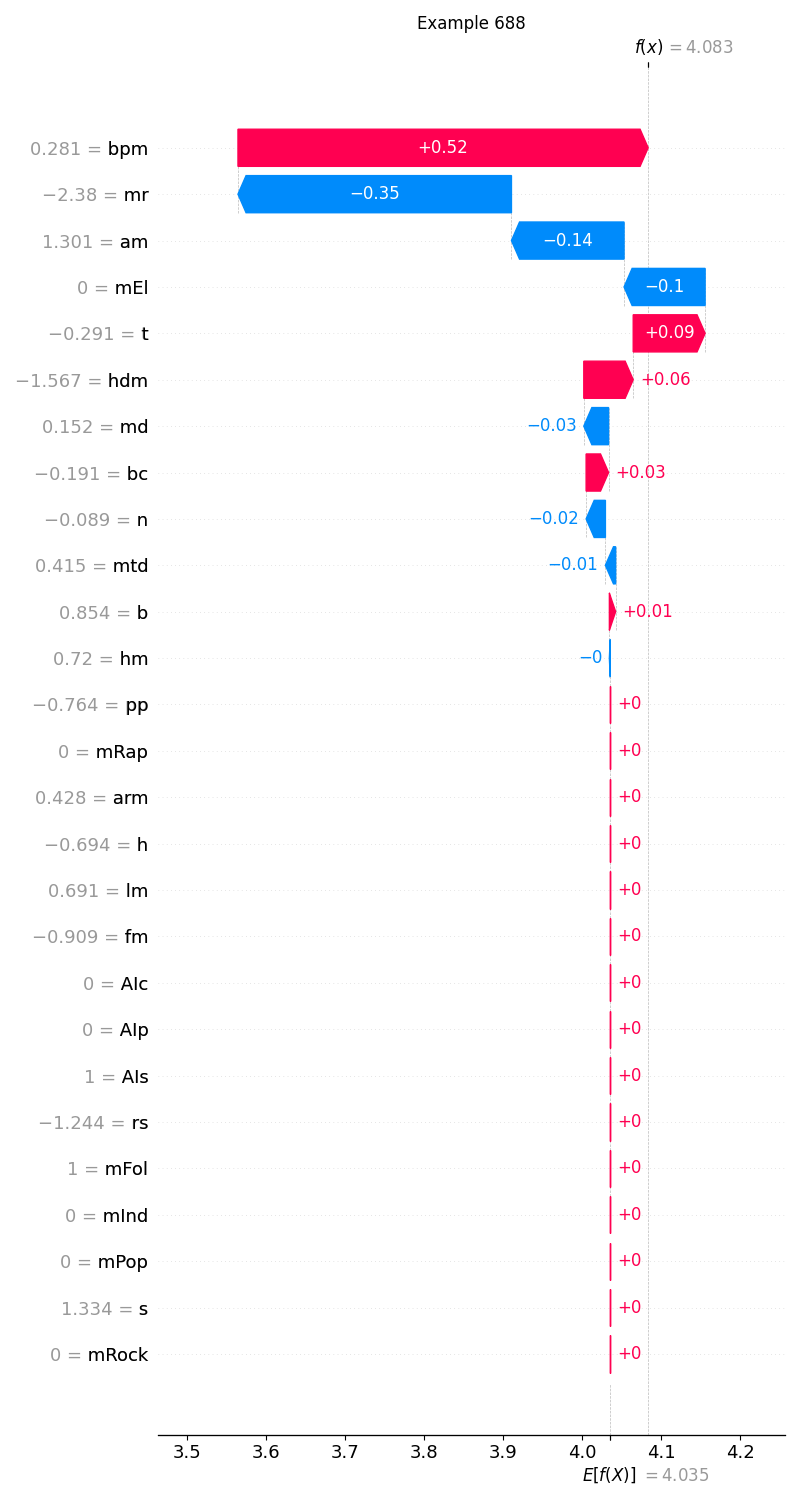 Example 688
f(x) = 4.083
0.281 = bpm +0.52
−2.38 = mr −0.35
1.301 = am −0.14
0 = mEl −0.1
−0.291 = t +0.09
−1.567 = hdm +0.06
0.152 = md −0.03
−0.191 = bc +0.03
−0.089 = n −0.02
0.415 = mtd −0.01
0.854 = b +0.01
0.72 = hm −0
−0.764 = pp +0
0 = mRap +0
0.428 = arm +0
−0.694 = h +0
0.691 = lm +0
−0.909 = fm +0
0 = AIc +0
0 = AIp +0
1 = AIs +0
−1.244 = rs +0
1 = mFol +0
0 = mInd +0
0 = mPop +0
1.334 = s +0
0 = mRock +0
3.5 3.6 3.7 3.8 3.9 4.0 4.1 4.2
E[f(X)] = 4.035